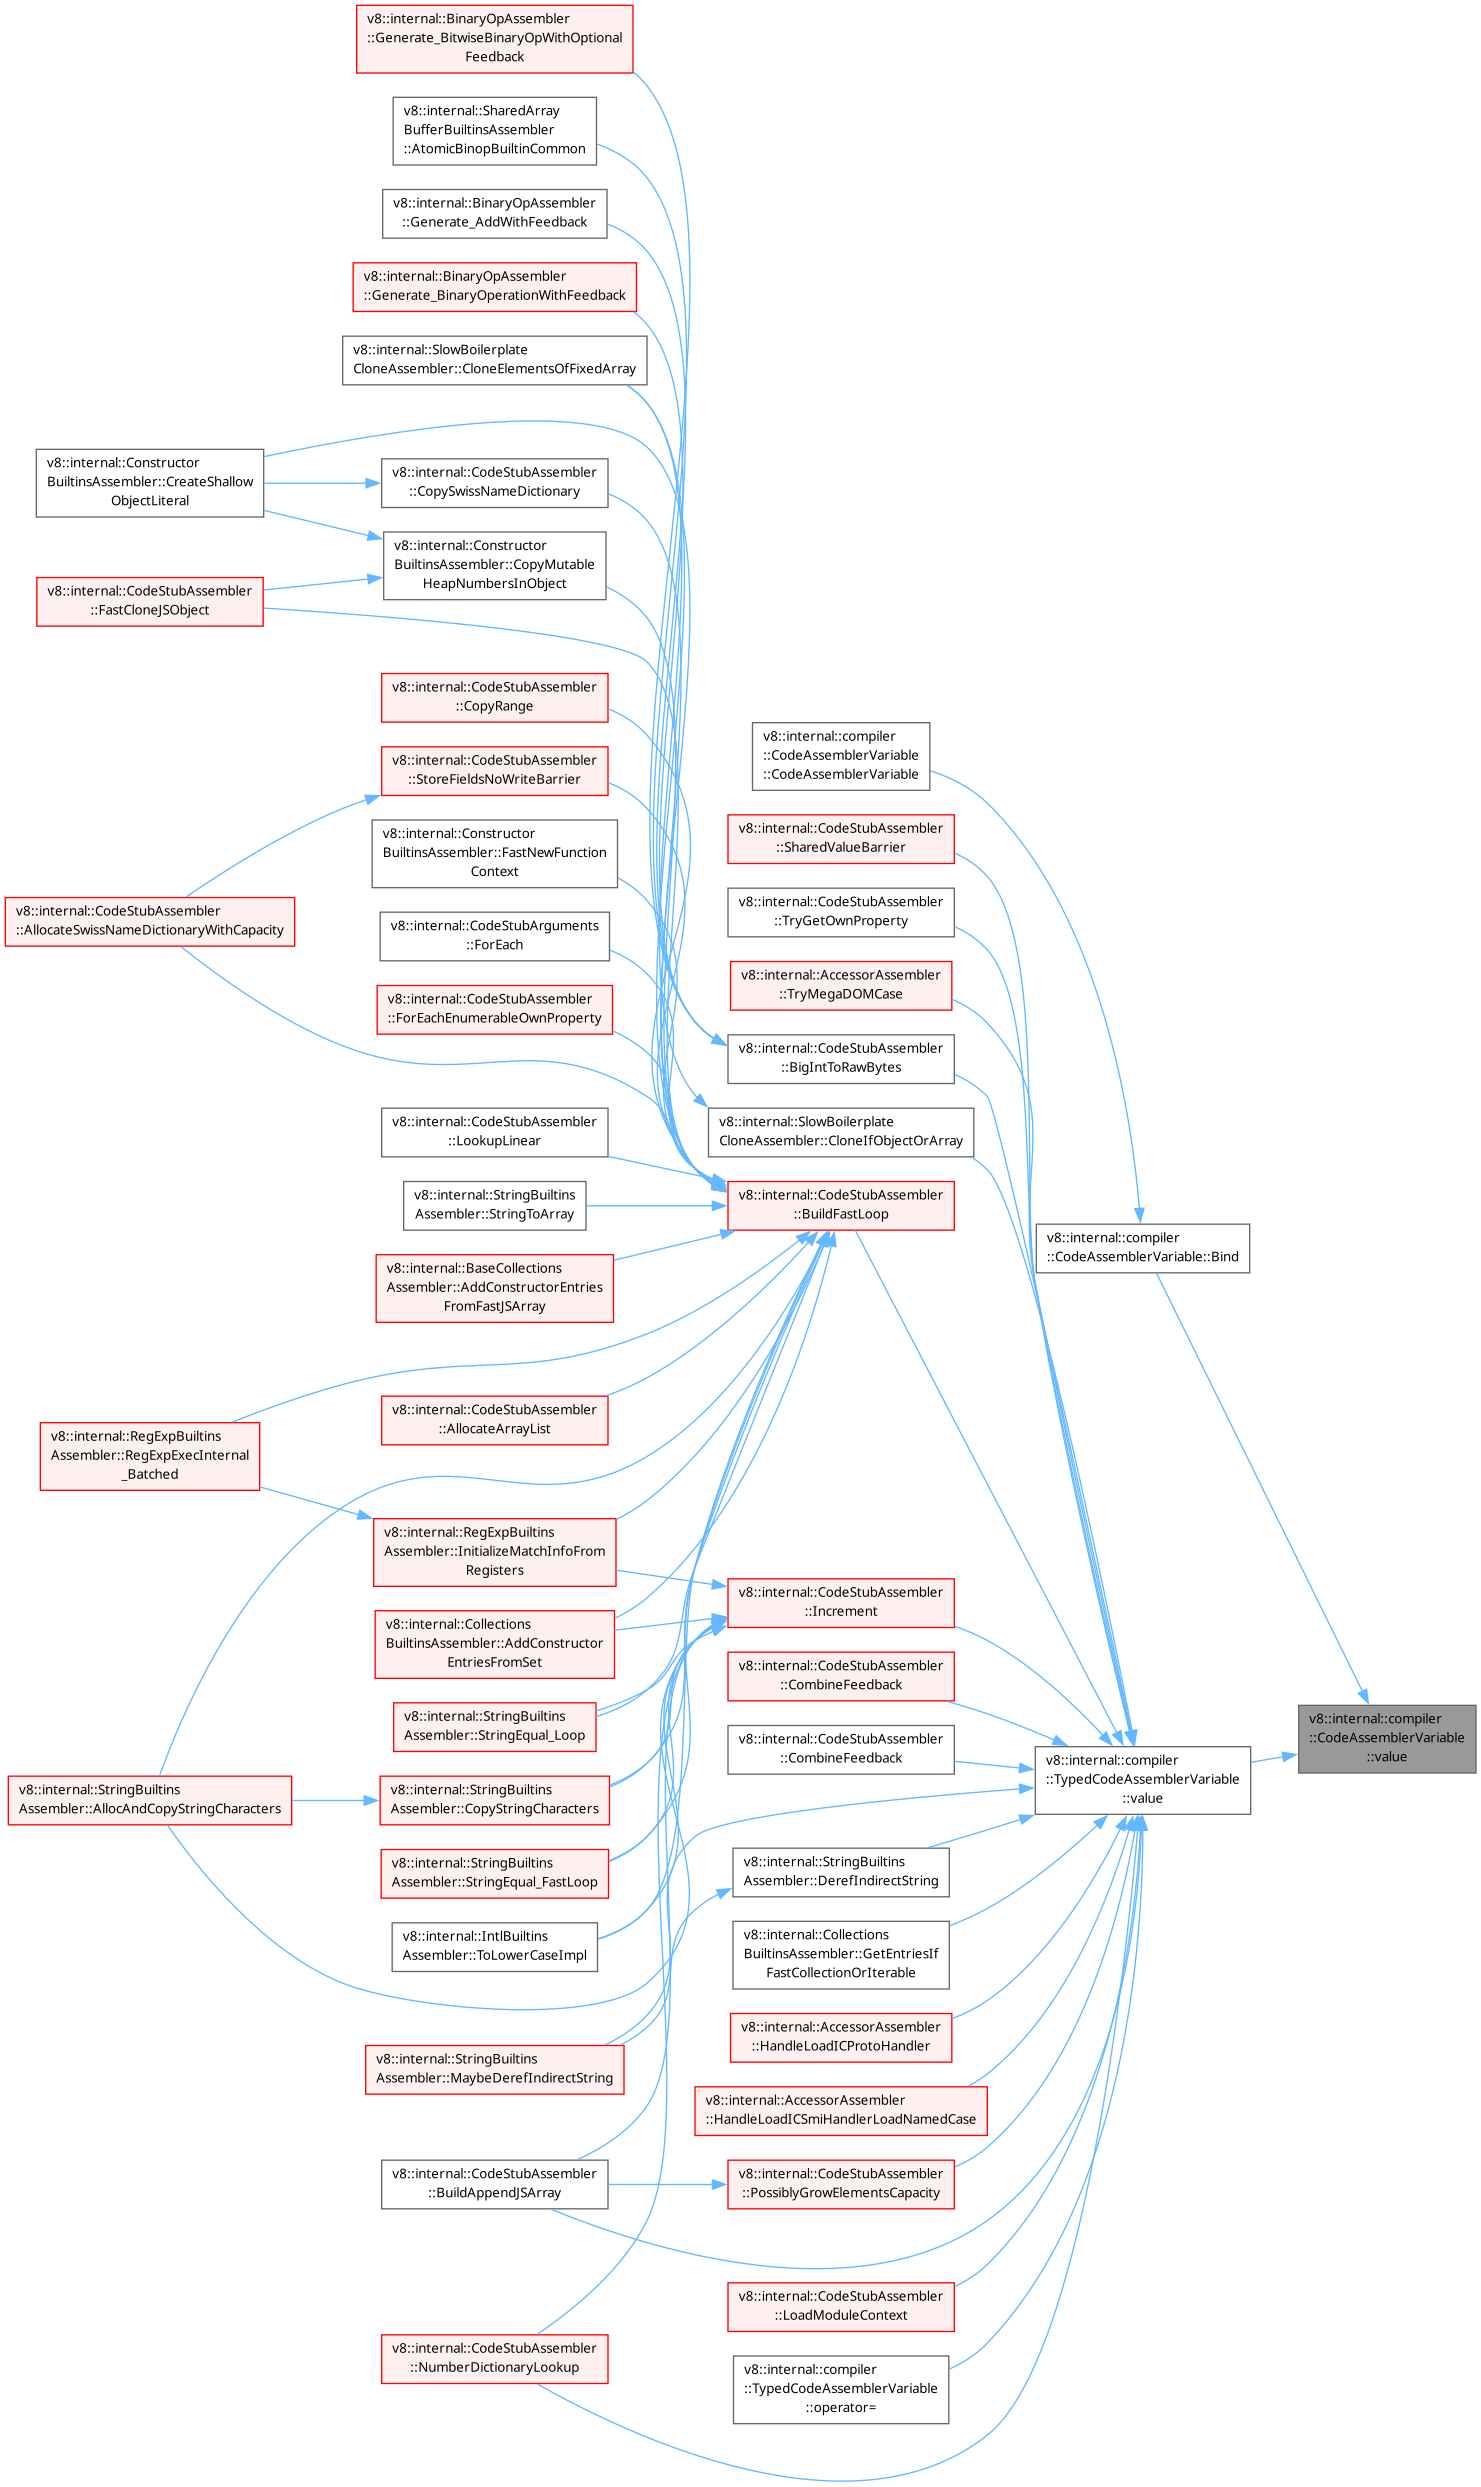 v8::internal::BinaryOpAssembler
::Generate_BitwiseBinaryOpWithOptional
Feedback
v8::internal::SharedArray
BufferBuiltinsAssembler
::AtomicBinopBuiltinCommon
v8::internal::BinaryOpAssembler
::Generate_AddWithFeedback
v8::internal::BinaryOpAssembler
::Generate_BinaryOperationWithFeedback
v8::internal::SlowBoilerplate
CloneAssembler::CloneElementsOfFixedArray
v8::internal::Constructor
BuiltinsAssembler::CreateShallow
ObjectLiteral
v8::internal::CodeStubAssembler
::CopySwissNameDictionary
v8::internal::Constructor
BuiltinsAssembler::CopyMutable
HeapNumbersInObject
v8::internal::CodeStubAssembler
::FastCloneJSObject
v8::internal::CodeStubAssembler
::CopyRange
v8::internal::CodeStubAssembler
::StoreFieldsNoWriteBarrier
v8::internal::Constructor
BuiltinsAssembler::FastNewFunction
Context
v8::internal::CodeStubAssembler
::AllocateSwissNameDictionaryWithCapacity
v8::internal::CodeStubArguments
::ForEach
v8::internal::CodeStubAssembler
::ForEachEnumerableOwnProperty
v8::internal::CodeStubAssembler
::LookupLinear
v8::internal::StringBuiltins
Assembler::StringToArray
v8::internal::BaseCollections
Assembler::AddConstructorEntries
FromFastJSArray
v8::internal::CodeStubAssembler
::AllocateArrayList
v8::internal::RegExpBuiltins
Assembler::RegExpExecInternal
_Batched
v8::internal::RegExpBuiltins
Assembler::InitializeMatchInfoFrom
Registers
v8::internal::Collections
BuiltinsAssembler::AddConstructor
EntriesFromSet
v8::internal::StringBuiltins
Assembler::StringEqual_Loop
v8::internal::StringBuiltins
Assembler::AllocAndCopyStringCharacters
v8::internal::StringBuiltins
Assembler::CopyStringCharacters
v8::internal::StringBuiltins
Assembler::StringEqual_FastLoop
v8::internal::IntlBuiltins
Assembler::ToLowerCaseImpl
v8::internal::StringBuiltins
Assembler::MaybeDerefIndirectString
v8::internal::CodeStubAssembler
::BuildAppendJSArray
v8::internal::CodeStubAssembler
::NumberDictionaryLookup
v8::internal::compiler
::CodeAssemblerVariable
::CodeAssemblerVariable
v8::internal::CodeStubAssembler
::SharedValueBarrier
v8::internal::CodeStubAssembler
::TryGetOwnProperty
v8::internal::AccessorAssembler
::TryMegaDOMCase
v8::internal::CodeStubAssembler
::BigIntToRawBytes
v8::internal::SlowBoilerplate
CloneAssembler::CloneIfObjectOrArray
v8::internal::CodeStubAssembler
::BuildFastLoop
v8::internal::CodeStubAssembler
::Increment
v8::internal::CodeStubAssembler
::CombineFeedback
v8::internal::CodeStubAssembler
::CombineFeedback
v8::internal::StringBuiltins
Assembler::DerefIndirectString
v8::internal::Collections
BuiltinsAssembler::GetEntriesIf
FastCollectionOrIterable
v8::internal::AccessorAssembler
::HandleLoadICProtoHandler
v8::internal::AccessorAssembler
::HandleLoadICSmiHandlerLoadNamedCase
v8::internal::CodeStubAssembler
::PossiblyGrowElementsCapacity
v8::internal::CodeStubAssembler
::LoadModuleContext
v8::internal::compiler
::TypedCodeAssemblerVariable
::operator=
v8::internal::compiler
::CodeAssemblerVariable::Bind
v8::internal::compiler
::TypedCodeAssemblerVariable
::value
v8::internal::compiler
::CodeAssemblerVariable
::value